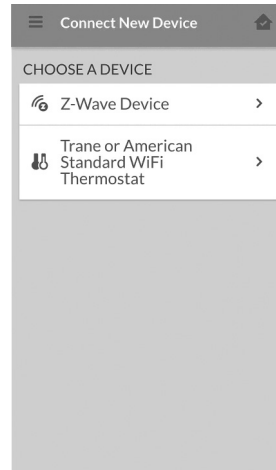 Connect New Device
CHOOSE A DEVICE
Z-Wave Device
Trane or American
Standard WiFi
Thermostat